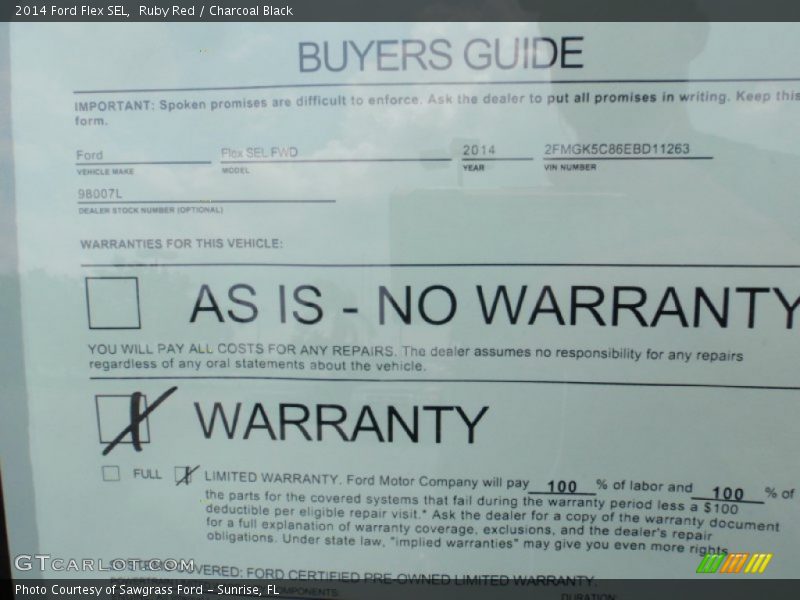 2014 Ford Flex SEL, Ruby Red / Charcoal Black
BUYERS GUIDE
IMPORTANT: Spoken promises are difficult to enforce. Ask the dealer to put all promises in writing. Keep this
form.
Ford Flex SEL FWD 2014 2FMGK5C86EBD11263
VEHICLE MAKE MODEL YEAR VIN NUMBER
9B007L
DEALER STOCK NUMBER (OPTIONAL)
WARRANTIES FOR THIS VEHICLE:
AS IS - NO WARRANTY
YOU WILL PAY ALL COSTS FOR ANY REPAIRS. The dealer assumes no responsibility for any repairs
regardless of any oral statements about the vehicle.
WARRANTY
FULL LIMITED WARRANTY. Ford Motor Company will pay 100 % of labor and 100 % of
the parts for the covered systems that fail during the warranty period less a $100
deductible per eligible repair visit.* Ask the dealer for a copy of the warranty document
for a full explanation of warranty coverage, exclusions, and the dealer's repair
obligations. Under state law, "implied warranties" may give you even more rights.
GTCARLOT.COM
COVERED: FORD CERTIFIED PRE-OWNED LIMITED WARRANTY:
COMPONENTS DURATION:
Photo Courtesy of Sawgrass Ford - Sunrise, FL